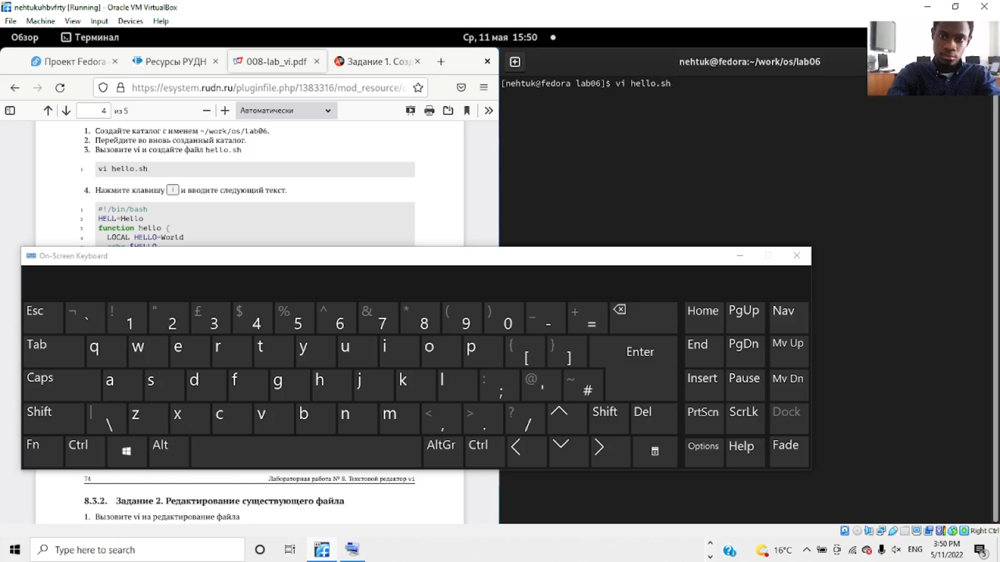 nehtukuhbvfrty [Running] - Oracle VM VirtualBox
File Machine View Input Devices Help
Обзор Терминал Ср, 11 мая 15:50
Проект Fedora - Ресурсы РУДН 008-lab_vi.pdf Задание 1. Созд
nehtuk@fedora:~/work/os/lab06
https://esystem.rudn.ru/pluginfile.php/1383316/mod_resource/c
[nehtuk@fedora lab06]$ vi hello.sh
4 из 5 Автоматически
1. Создайте каталог с именем ~/work/os/lab06.
2. Перейдите во вновь созданный каталог.
3. Вызовите vi и создайте файл hello.sh
1 vi hello.sh
4. Нажмите клавишу i и вводите следующий текст.
1 #!/bin/bash
2 HELL=Hello
3 function hello {
4 LOCAL HELLO=World
echo $HELLO
On-Screen Keyboard
Esc ¬ ` ! 1 " 2 £ 3 $ 4 % 5 ^ 6 & 7 * 8 ( 9 ) 0 _ - + = Home PgUp Nav
Tab q w e r t y u i o p { [ } ] Enter End PgDn Mv Up
Caps a s d f g h j k l : ; @ ' ~ # Insert Pause Mv Dn
Shift | \ z x c v b n m < , > . ? / Shift Del PrtScn ScrLk Dock
Fn Ctrl Alt AltGr Ctrl Options Help Fade
74 Лабораторная работа № 8. Текстовой редактор vi
8.3.2. Задание 2. Редактирование существующего файла
1. Вызовите vi на редактирование файла
Right Ctrl
Type here to search
16°C ENG 3:50 PM
5/11/2022
5